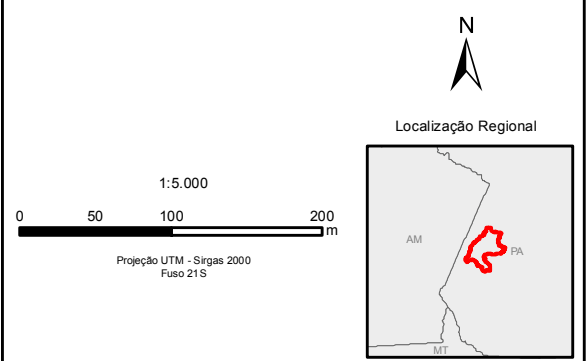 N
Localização Regional
1:5.000
0 50 100 200
m
Projeção UTM - Sirgas 2000
Fuso 21S
AM
PA
MT